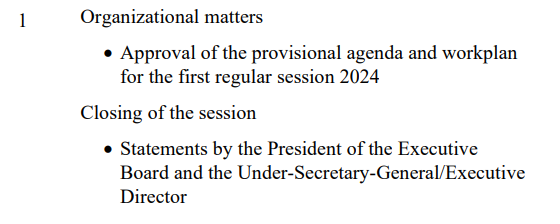 1 Organizational matters
• Approval of the provisional agenda and workplan
for the first regular session 2024
Closing of the session
• Statements by the President of the Executive
Board and the Under-Secretary-General/Executive
Director